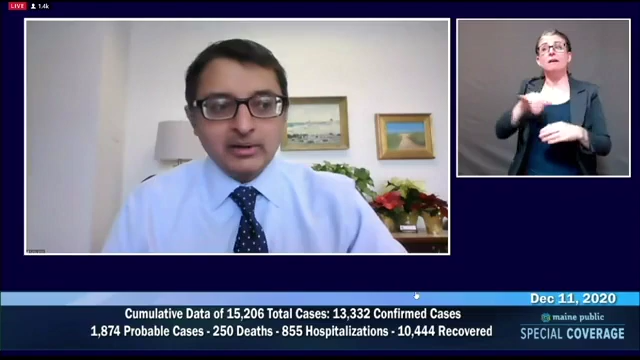 LIVE 1.4k
Dec 11, 2020
Cumulative Data of 15,206 Total Cases: 13,332 Confirmed Cases
1,874 Probable Cases - 250 Deaths - 855 Hospitalizations - 10,444 Recovered
maine public
SPECIAL COVERAGE